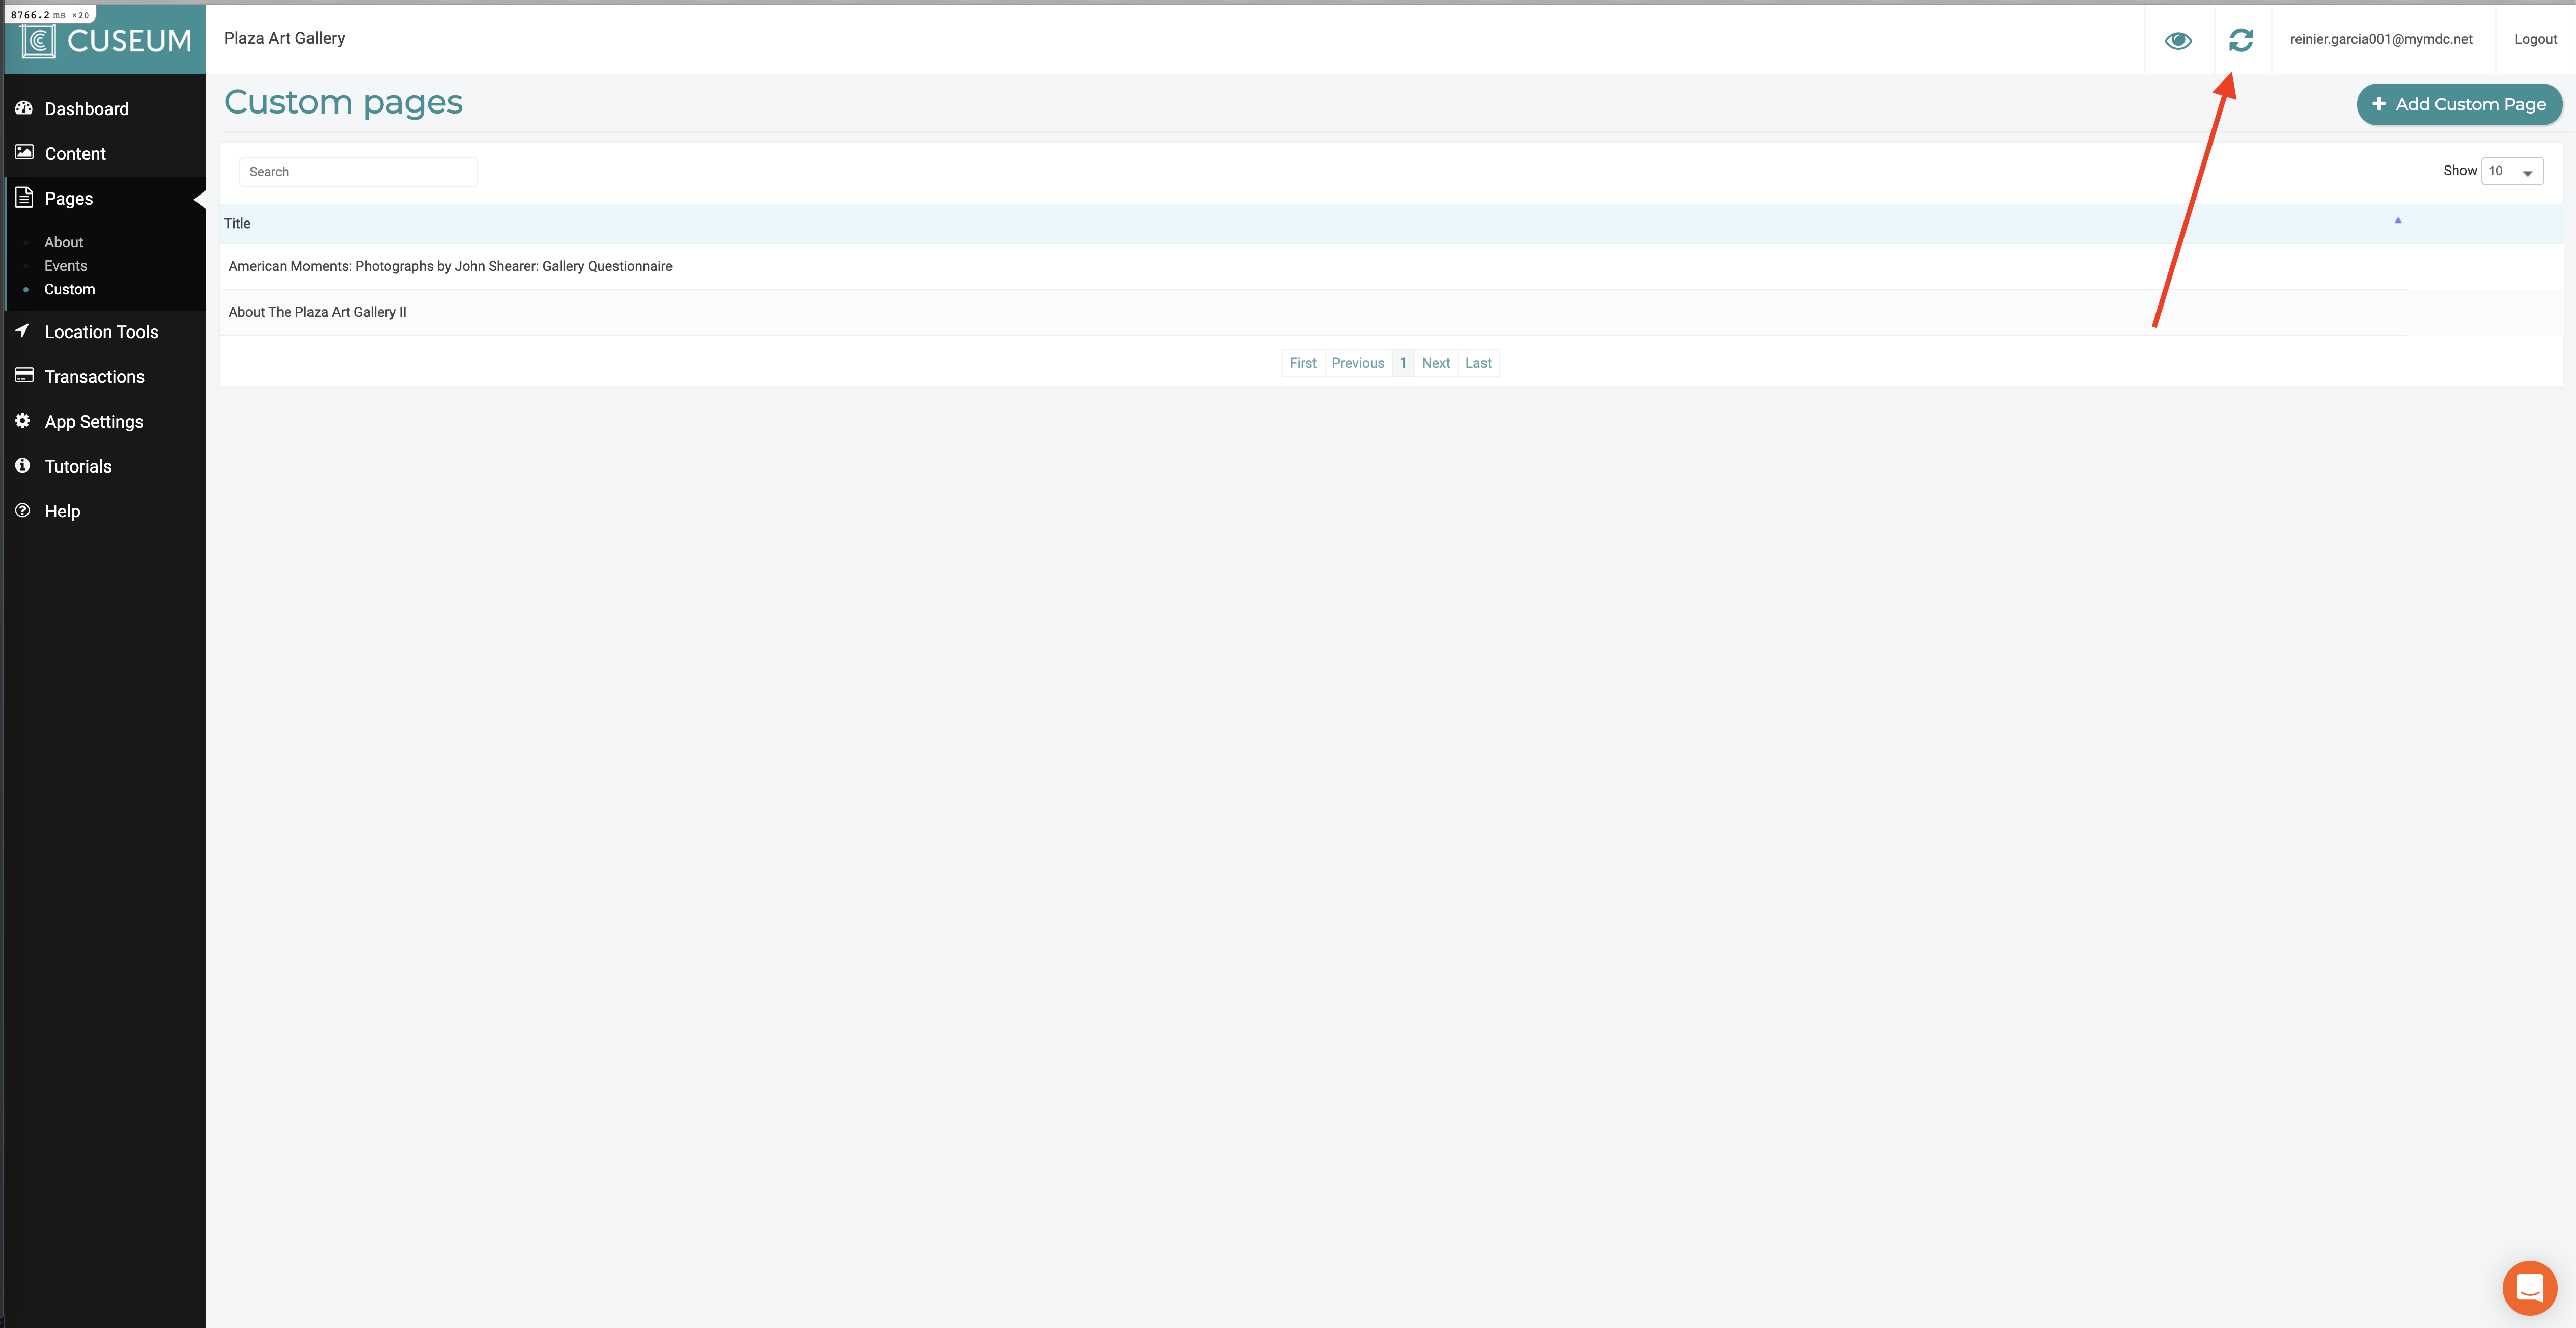 8766.2 ms ×20
CUSEUM
Plaza Art Gallery
reinier.garcia001@mymdc.net
Logout
Dashboard
Content
Pages
About
Events
Custom
Location Tools
Transactions
App Settings
Tutorials
Help
Custom pages
+ Add Custom Page
Search
Show 10
Title
American Moments: Photographs by John Shearer: Gallery Questionnaire
About The Plaza Art Gallery II
First Previous 1 Next Last